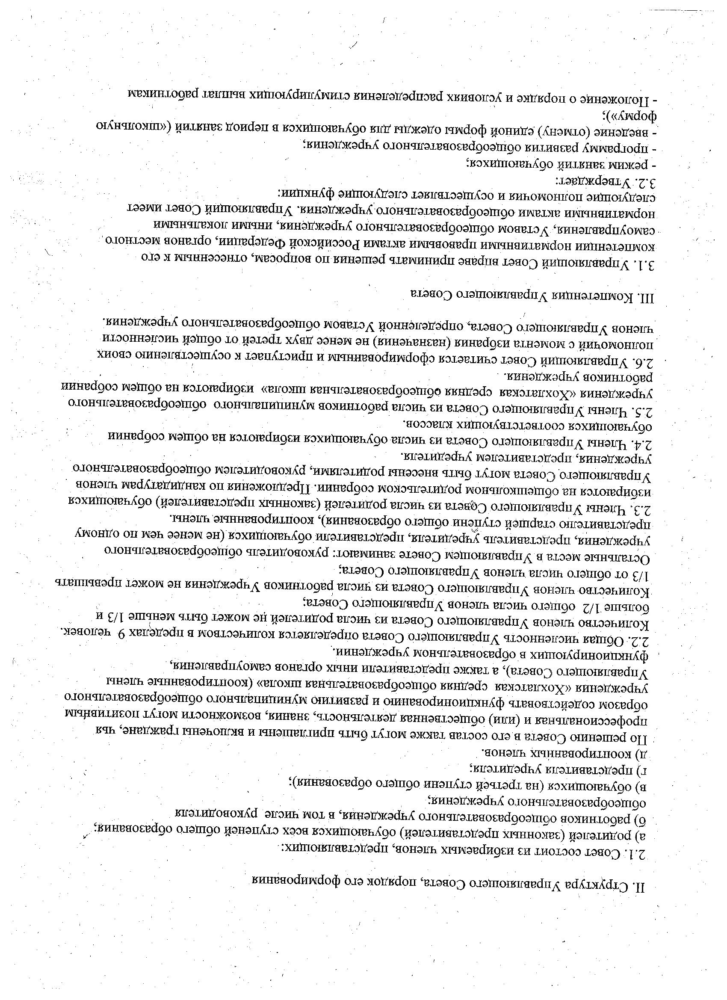 II. Структура Управляющего Совета, порядок его формирования
2.1. Совет состоит из избираемых членов, представляющих:
а) родителей (законных представителей) обучающихся всех ступеней общего образования;
б) работников общеобразовательного учреждения, в том числе руководителя
общеобразовательного учреждения;
в) обучающихся (на третьей ступени общего образования);
г) представителя учредителя;
д) кооптированных членов.
По решению Совета в его состав также могут быть приглашены и включены граждане, чья
профессиональная и (или) общественная деятельность, знания, возможности могут позитивным
образом содействовать функционированию и развитию муниципального общеобразовательного
учреждения «Хохлатская средняя общеобразовательная школа» (кооптированные члены
Управляющего Совета), а также представители иных органов самоуправления,
функционирующих в образовательном учреждении.
2.2. Общая численность Управляющего Совета определяется количеством в пределах 9 человек.
Количество членов Управляющего Совета из числа родителей не может быть меньше 1/3 и
больше 1/2 общего числа членов Управляющего Совета;
Количество членов Управляющего Совета из числа работников Учреждения не может превышать
1/3 от общего числа членов Управляющего Совета;
Остальные места в Управляющем Совете занимают: руководитель общеобразовательного
учреждения, представитель учредителя, представители обучающихся (не менее чем по одному
представителю старшей ступени общего образования), кооптированные члены.
2.3. Члены Управляющего Совета из числа родителей (законных представителей) обучающихся
избираются на общешкольном родительском собрании. Предложения по кандидатурам членов
Управляющего Совета могут быть внесены родителями, руководителем общеобразовательного
учреждения, представителем учредителя.
2.4. Члены Управляющего Совета из числа обучающихся избираются на общем собрании
обучающихся соответствующих классов.
2.5. Члены Управляющего Совета из числа работников муниципального общеобразовательного
учреждения «Хохлатская средняя общеобразовательная школа» избираются на общем собрании
работников учреждения.
2.6. Управляющий Совет считается сформированным и приступает к осуществлению своих
полномочий с момента избрания (назначения) не менее двух третей от общей численности
членов Управляющего Совета, определенной Уставом общеобразовательного учреждения.
III. Компетенция Управляющего Совета
3.1. Управляющий Совет вправе принимать решения по вопросам, отнесенным к его
компетенции нормативными правовыми актами Российской Федерации, органов местного
самоуправления, Уставом общеобразовательного учреждения, иными локальными
нормативными актами общеобразовательного учреждения. Управляющий Совет имеет
следующие полномочия и осуществляет следующие функции:
3.2. Утверждает:
- режим занятий обучающихся;
- программу развития общеобразовательного учреждения;
- введение (отмену) единой формы одежды для обучающихся в период занятий («школьную
форму»);
- Положение о порядке и условиях распределения стимулирующих выплат работникам